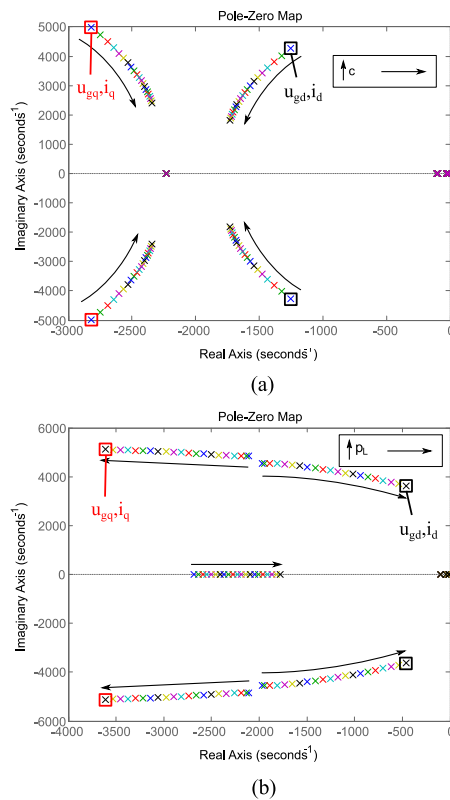 Pole-Zero Map
5000
4000
3000
2000
1000
0
-1000
-2000
-3000
-4000
-5000
Imaginary Axis (seconds⁻¹)
u_gq,i_q
u_gd,i_d
c
-3000 -2500 -2000 -1500 -1000 -500 0
Real Axis (seconds⁻¹)
(a)
Pole-Zero Map
6000
4000
2000
0
-2000
-4000
-6000
Imaginary Axis (seconds⁻¹)
p_L
u_gq,i_q
u_gd,i_d
-4000 -3500 -3000 -2500 -2000 -1500 -1000 -500 0
Real Axis (seconds⁻¹)
(b)